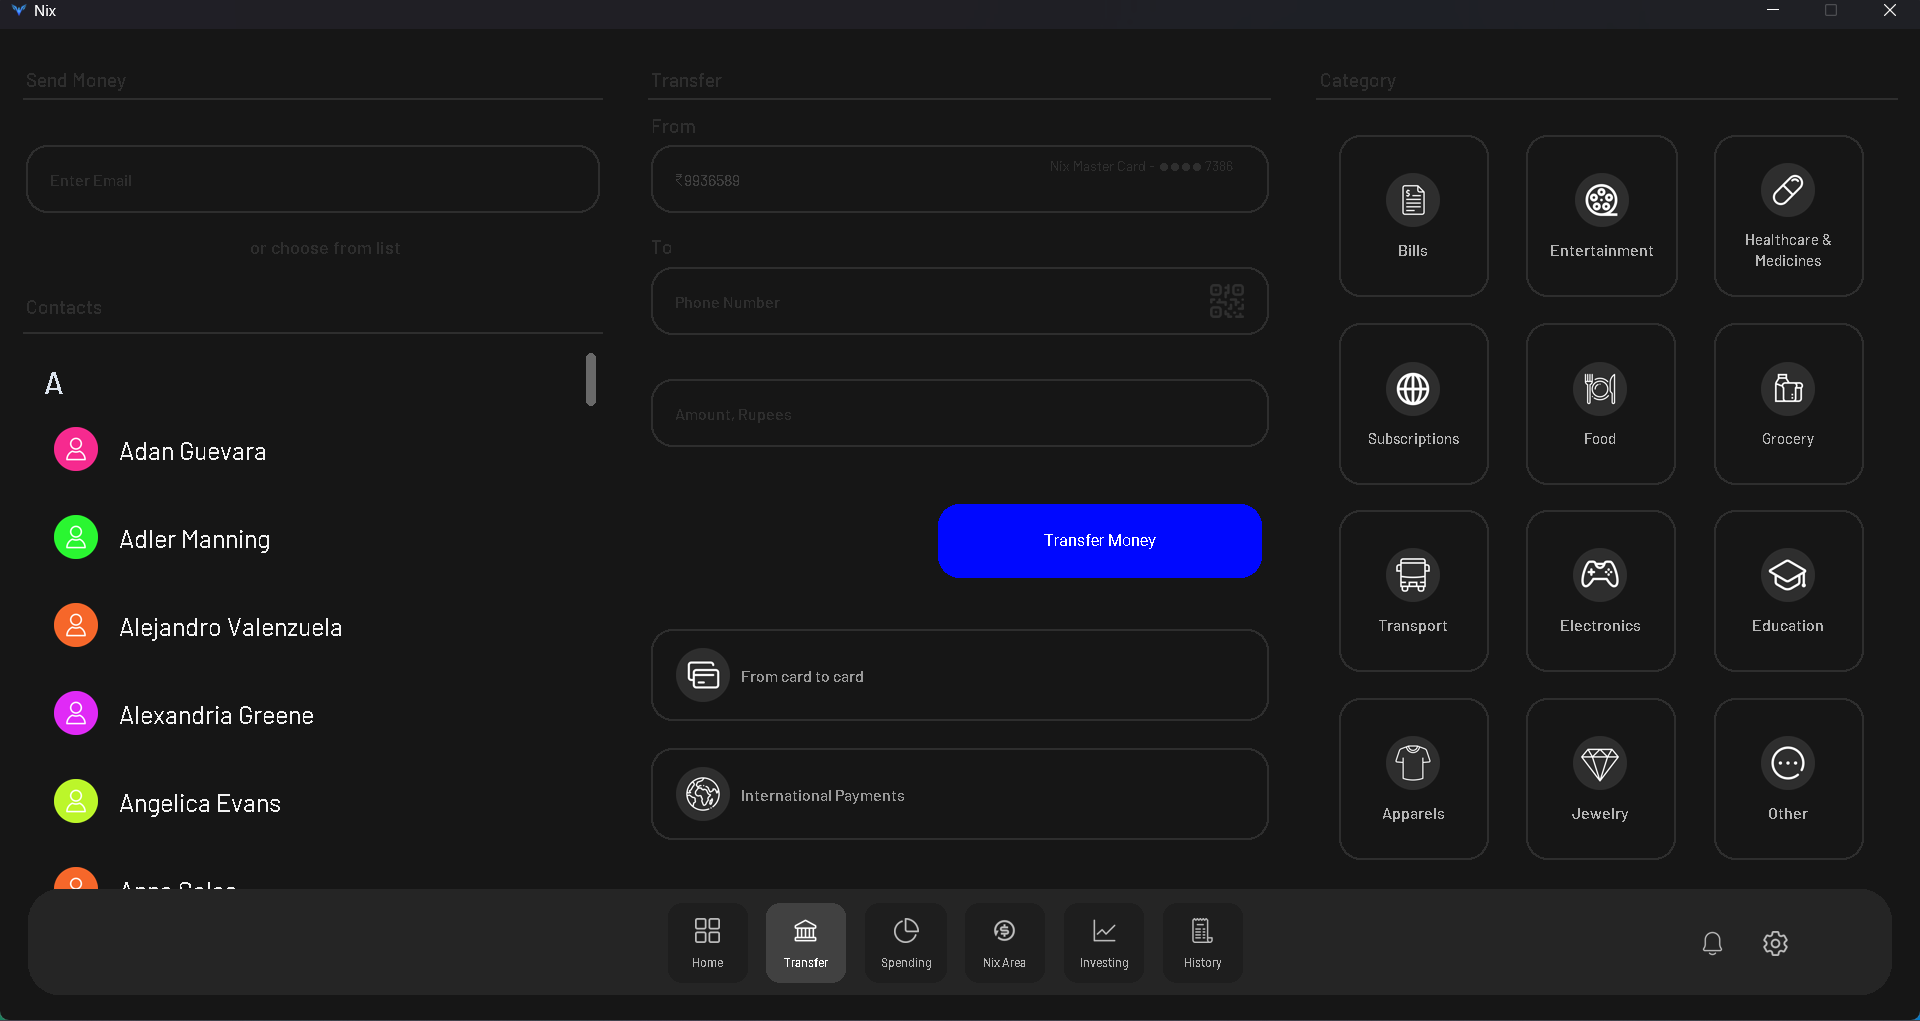 Nix
Send Money
Enter Email
or choose from list
Contacts
A
Adan Guevara
Adler Manning
Alejandro Valenzuela
Alexandria Greene
Angelica Evans
Transfer
From
₹9936589
Nix Master Card - ●●●● 7386
To
Phone Number
Amount, Rupees
Transfer Money
From card to card
International Payments
Category
Bills
Entertainment
Healthcare &
Medicines
Subscriptions
Food
Grocery
Transport
Electronics
Education
Apparels
Jewelry
Other
Home
Transfer
Spending
Nix Area
Investing
History